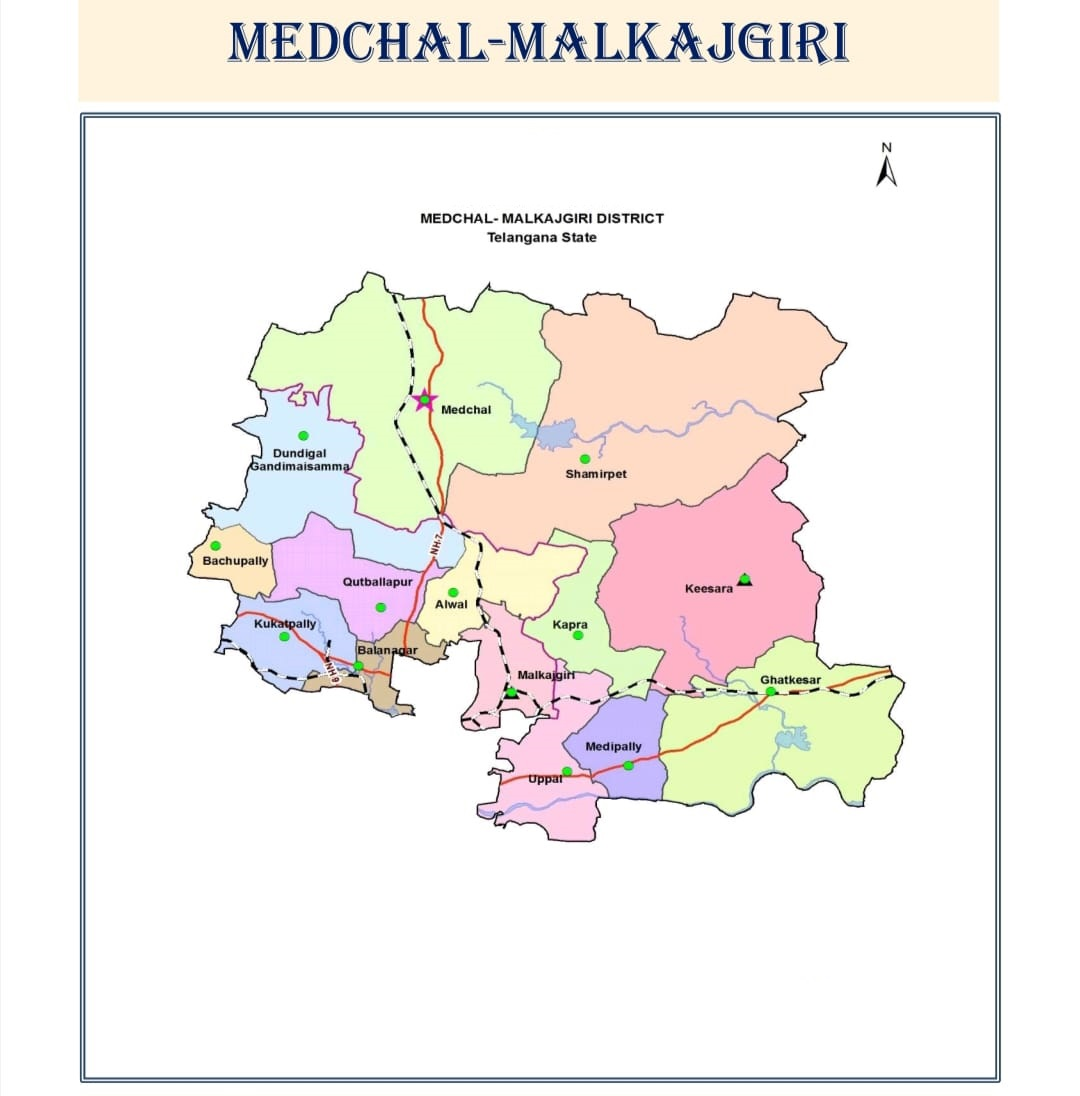 MEDCHAL-MALKAJGIRI
N
MEDCHAL- MALKAJGIRI DISTRICT
Telangana State
Medchal
Dundigal
Gandimaisamma
Shamirpet
NH-7
Bachupally
Qutballapur
Keesara
Alwal
Kukatpally
Kapra
Balanagar
NH-9
Malkajgiri
Ghatkesar
Medipally
Uppal